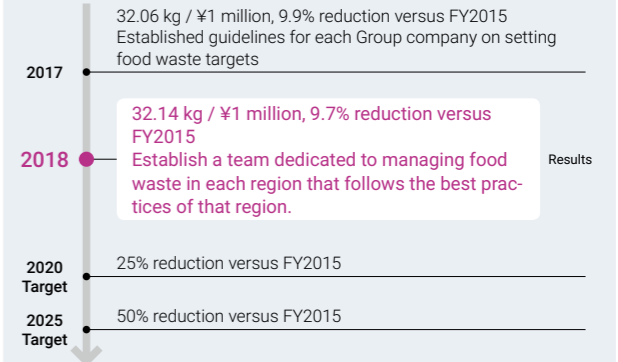 32.06 kg / ¥1 million, 9.9% reduction versus FY2015
Established guidelines for each Group company on setting
food waste targets
2017
32.14 kg / ¥1 million, 9.7% reduction versus
FY2015
Establish a team dedicated to managing food
waste in each region that follows the best prac-
tices of that region.
2018
Results
25% reduction versus FY2015
2020
Target
50% reduction versus FY2015
2025
Target